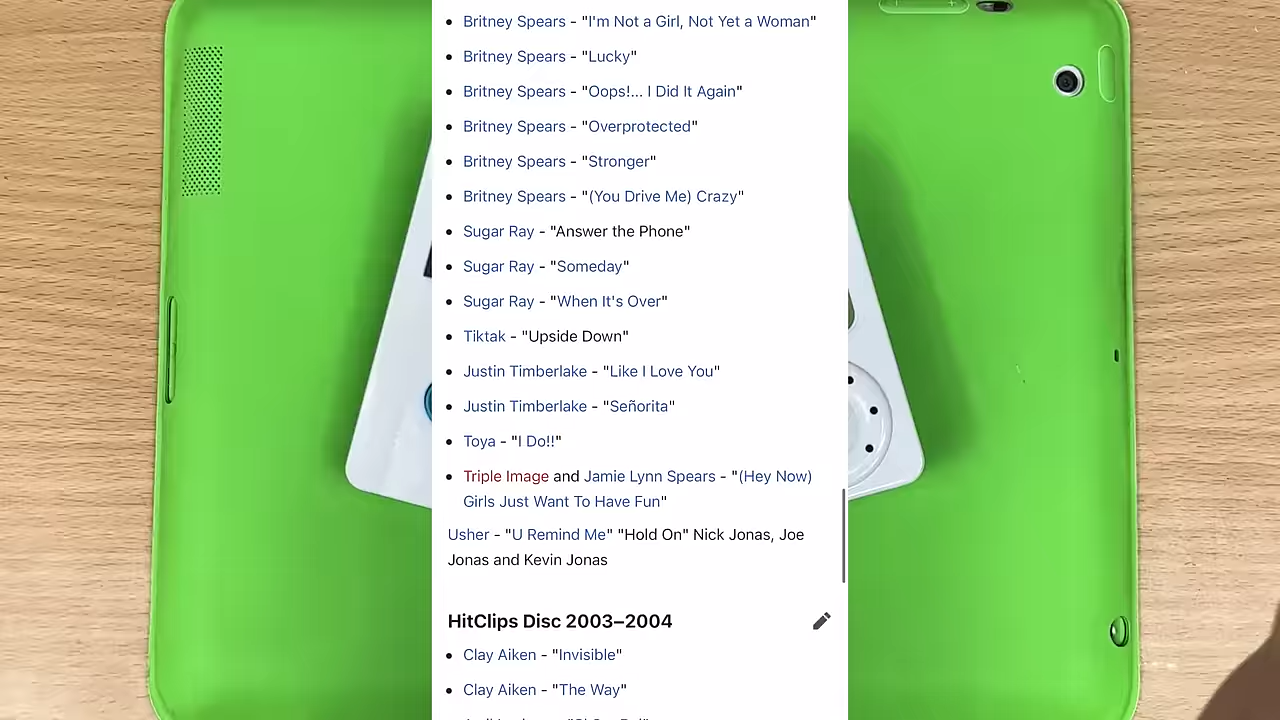 Britney Spears - "I'm Not a Girl, Not Yet a Woman"
Britney Spears - "Lucky"
Britney Spears - "Oops!... I Did It Again"
Britney Spears - "Overprotected"
Britney Spears - "Stronger"
Britney Spears - "(You Drive Me) Crazy"
Sugar Ray - "Answer the Phone"
Sugar Ray - "Someday"
Sugar Ray - "When It's Over"
Tiktak - "Upside Down"
Justin Timberlake - "Like I Love You"
Justin Timberlake - "Señorita"
Toya - "I Do!!"
Triple Image and Jamie Lynn Spears - "(Hey Now)
Girls Just Want To Have Fun"
Usher - "U Remind Me" "Hold On" Nick Jonas, Joe
Jonas and Kevin Jonas
HitClips Disc 2003–2004
Clay Aiken - "Invisible"
Clay Aiken - "The Way"